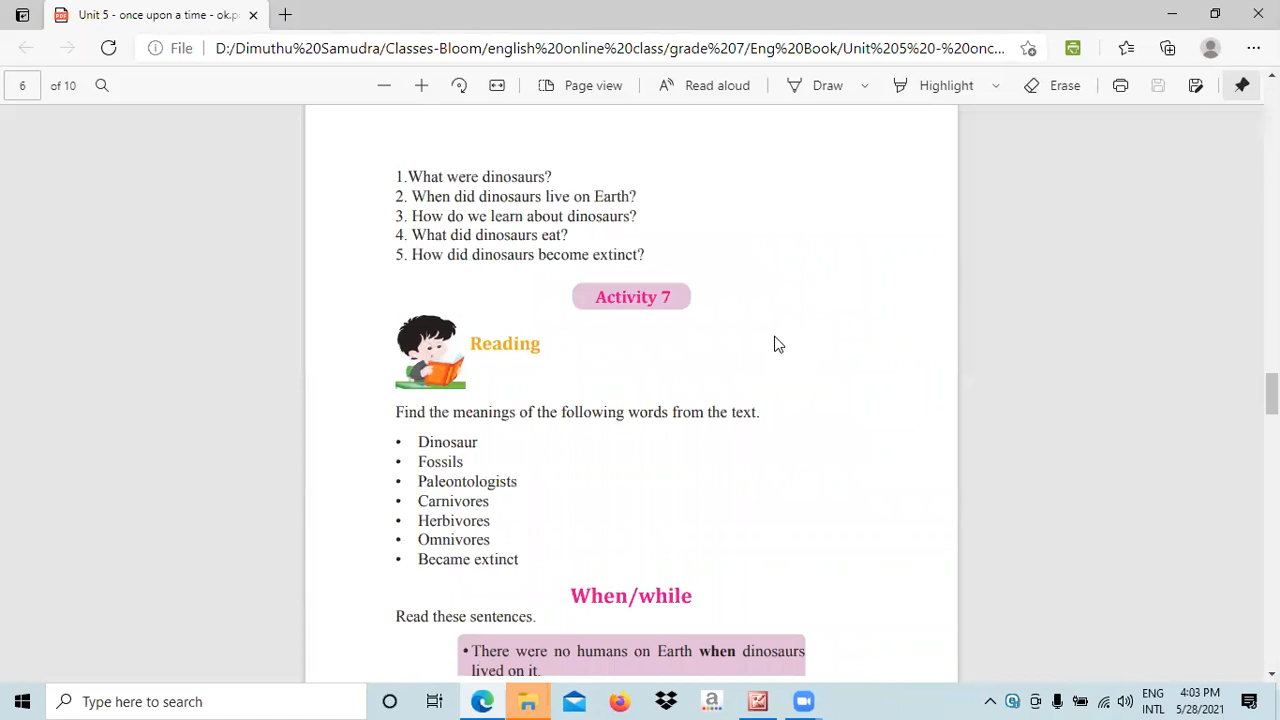 Unit 5 - once upon a time - ok.p
File
D:/Dimuthu%20Samudra/Classes-Bloom/english%20online%20class/grade%207/Eng%20Book/Unit%205%20-%20onc...
6 of 10
Page view
Read aloud
Draw
Highlight
Erase
1.What were dinosaurs?
2. When did dinosaurs live on Earth?
3. How do we learn about dinosaurs?
4. What did dinosaurs eat?
5. How did dinosaurs become extinct?
Activity 7
Reading
Find the meanings of the following words from the text.
• Dinosaur
• Fossils
• Paleontologists
• Carnivores
• Herbivores
• Omnivores
• Became extinct
When/while
Read these sentences.
• There were no humans on Earth when dinosaurs
lived on it.
Type here to search
ENG
INTL
4:03 PM
5/28/2021